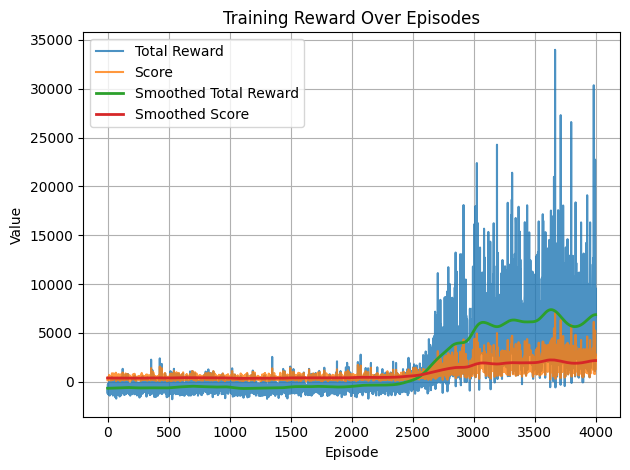 Training Reward Over Episodes
Total Reward
Score
Smoothed Total Reward
Smoothed Score
35000
30000
25000
20000
15000
10000
5000
0
Value
0 500 1000 1500 2000 2500 3000 3500 4000
Episode